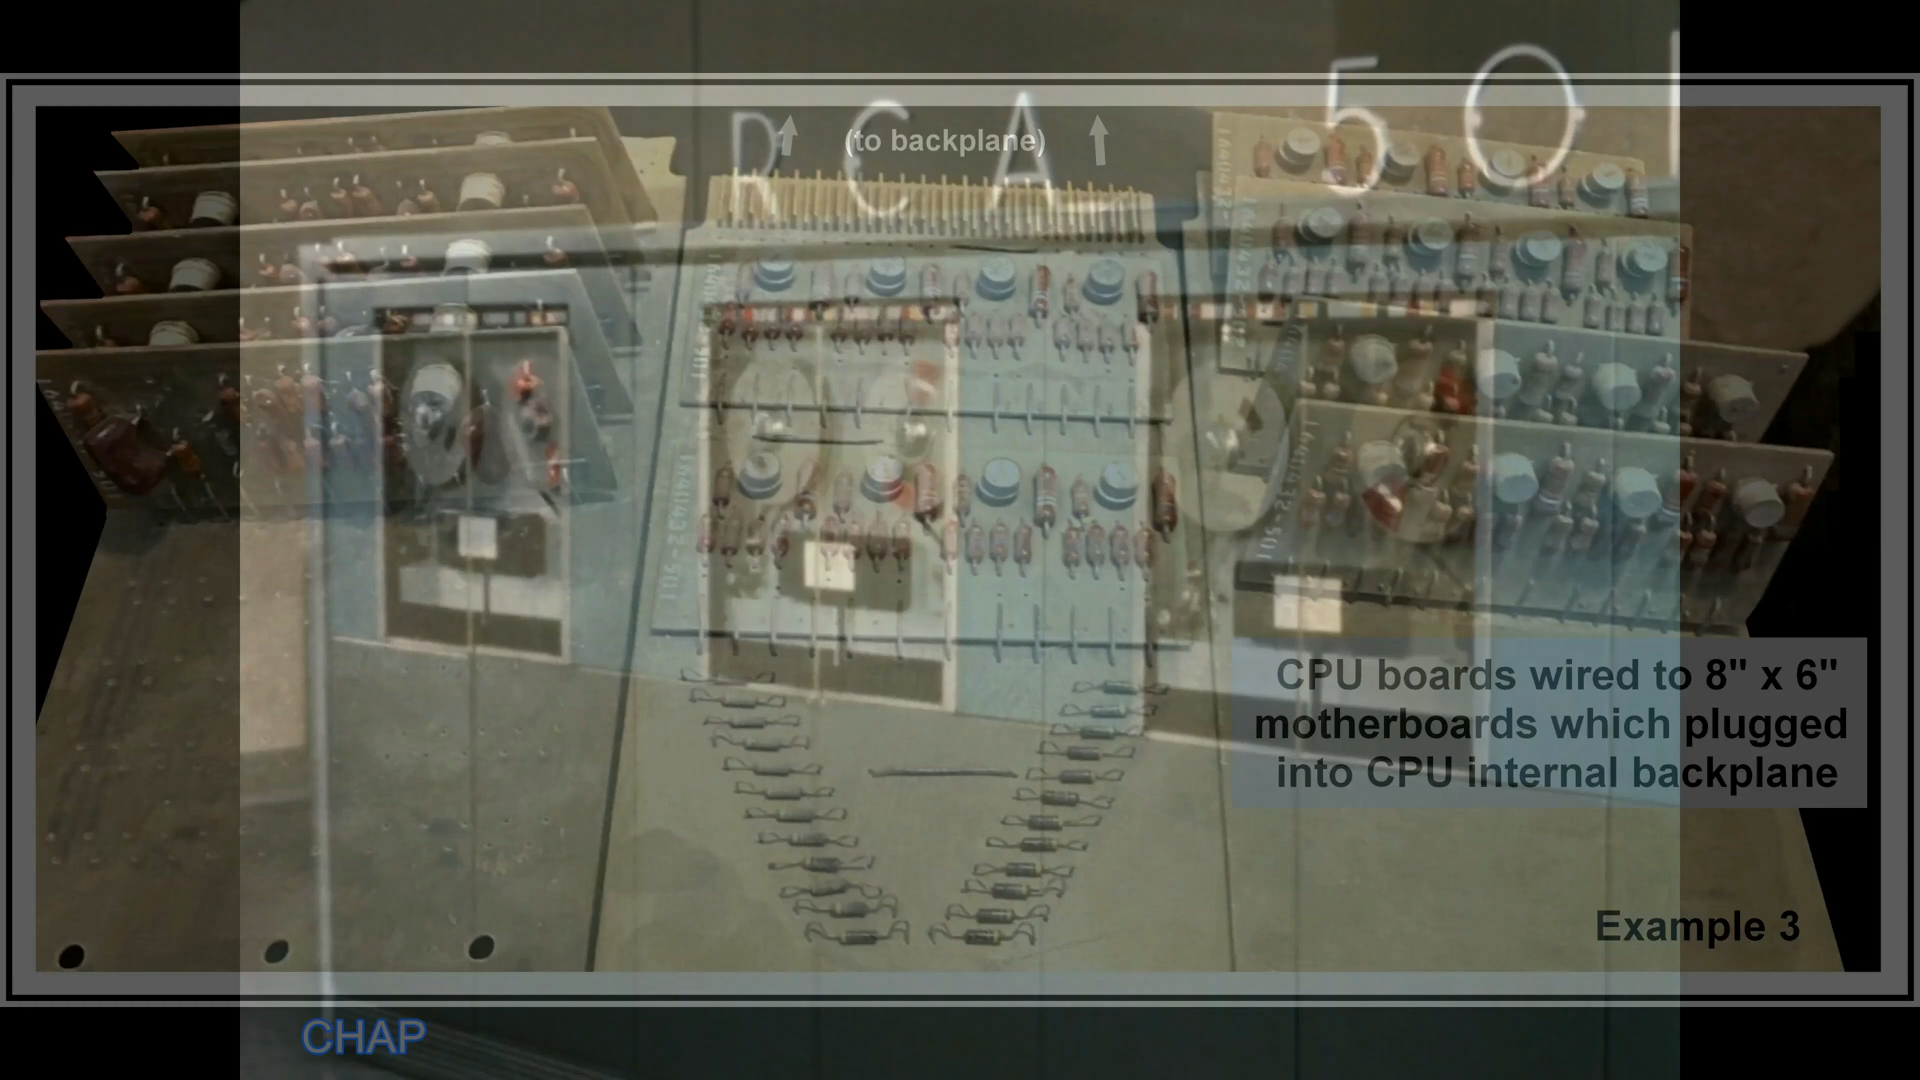 RCA 501
(to backplane)
CPU boards wired to 8" x 6"
motherboards which plugged
into CPU internal backplane
Example 3
CHAP